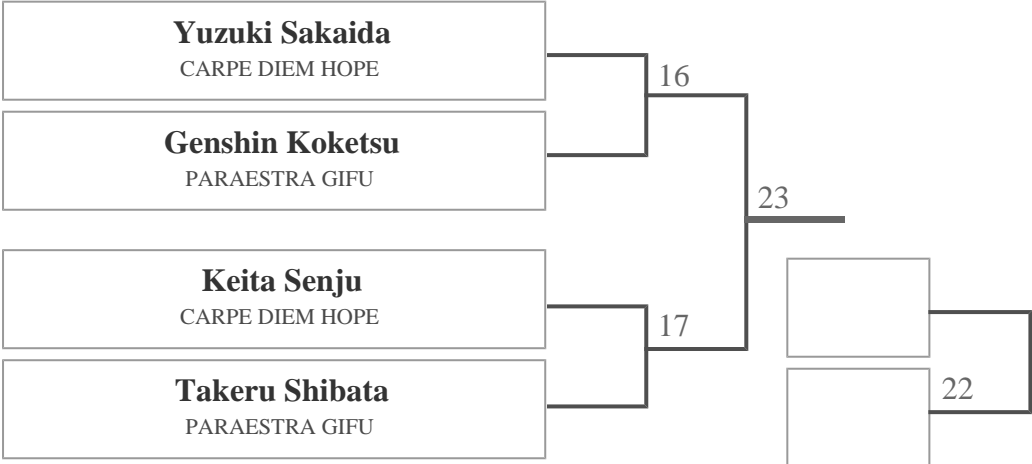 Yuzuki Sakaida
CARPE DIEM HOPE
16
Genshin Koketsu
PARAESTRA GIFU
23
Keita Senju
CARPE DIEM HOPE
17
Takeru Shibata
PARAESTRA GIFU
22